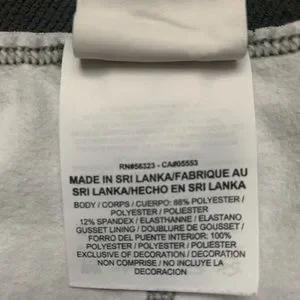 RN#56323 - CA#05553
MADE IN SRI LANKA/FABRIQUE AU
SRI LANKA/HECHO EN SRI LANKA
BODY / CORPS / CUERPO: 88% POLYESTER /
POLYESTER / POLIESTER
12% SPANDEX / ELASTHANNE / ELASTANO
GUSSET LINING / DOUBLURE DE GOUSSET /
FORRO DEL PUENTE INTERIOR: 100%
POLYESTER / POLYESTER / POLIESTER
EXCLUSIVE OF DECORATION / DECORATION
NON COMPRISE / NO INCLUYE LA
DECORACION